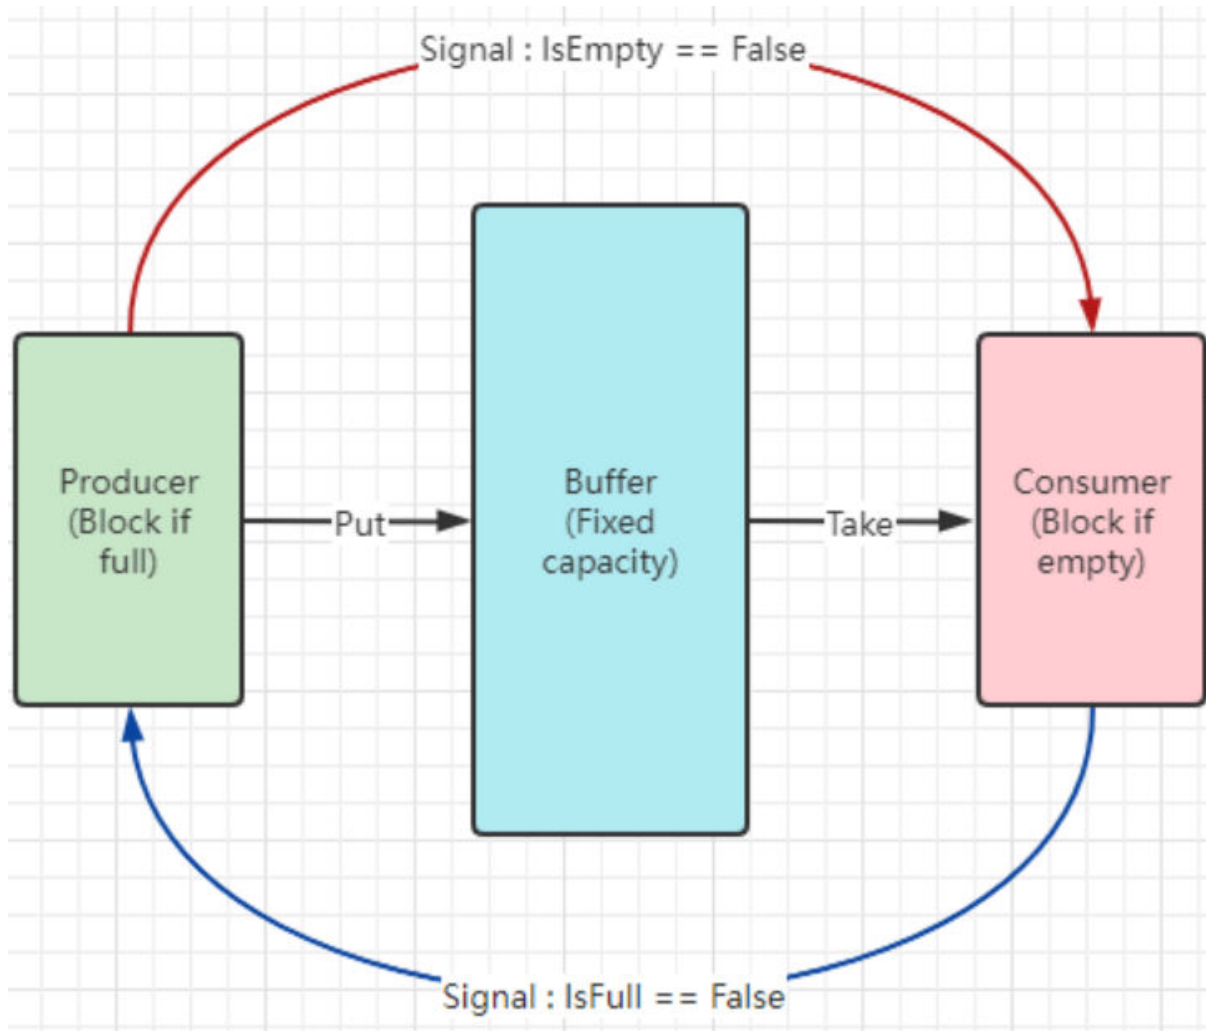 Signal : IsEmpty == False
Producer
(Block if
full)
Put
Buffer
(Fixed
capacity)
Take
Consumer
(Block if
empty)
Signal : IsFull == False